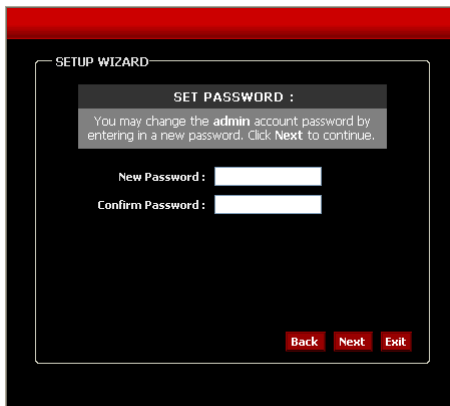 SETUP WIZARD
SET PASSWORD :
You may change the admin account password by
entering in a new password. Click Next to continue.
New Password :
Confirm Password :
Back Next Exit